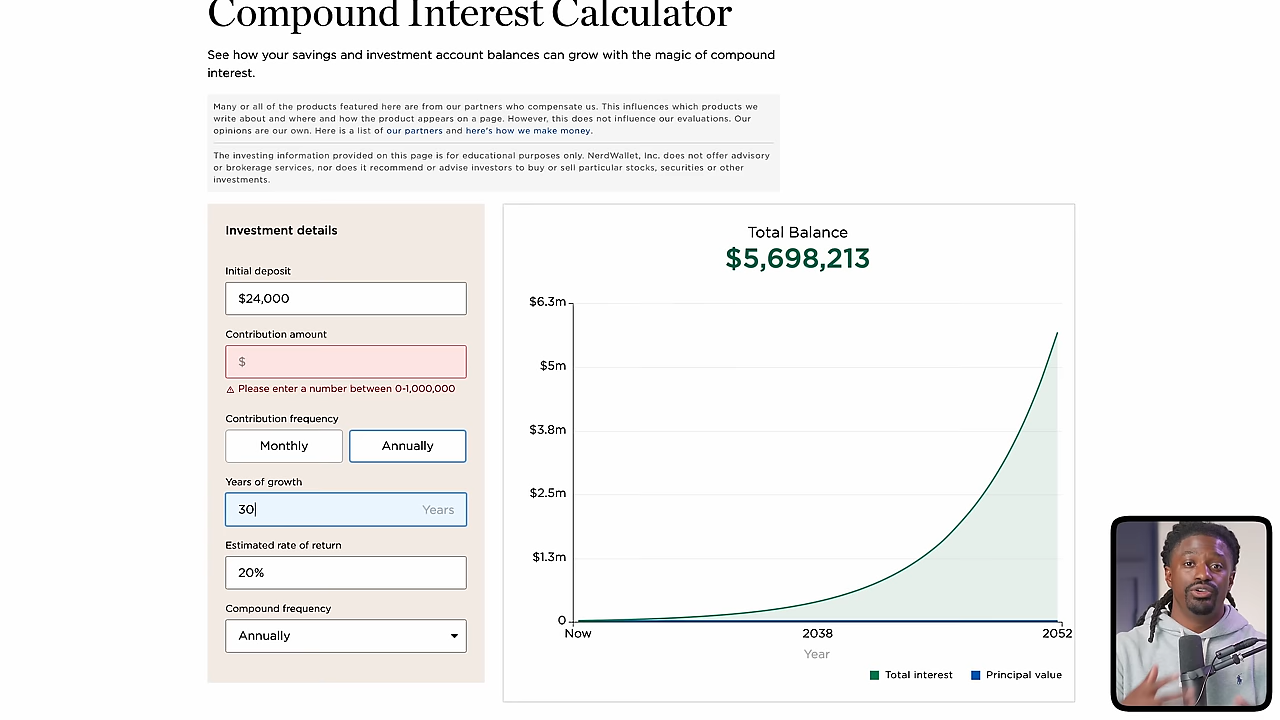 Compound Interest Calculator
See how your savings and investment account balances can grow with the magic of compound
interest.
Many or all of the products featured here are from our partners who compensate us. This influences which products we
write about and where and how the product appears on a page. However, this does not influence our evaluations. Our
opinions are our own. Here is a list of our partners and here's how we make money.
The investing information provided on this page is for educational purposes only. NerdWallet, Inc. does not offer advisory
or brokerage services, nor does it recommend or advise investors to buy or sell particular stocks, securities or other
investments.
Investment details
Initial deposit
$24,000
Contribution amount
$
Please enter a number between 0-1,000,000
Contribution frequency
Monthly
Annually
Years of growth
30
Years
Estimated rate of return
20%
Compound frequency
Annually
Total Balance
$5,698,213
$6.3m
$5m
$3.8m
$2.5m
$1.3m
0
Now
2038
2052
Year
Total interest
Principal value